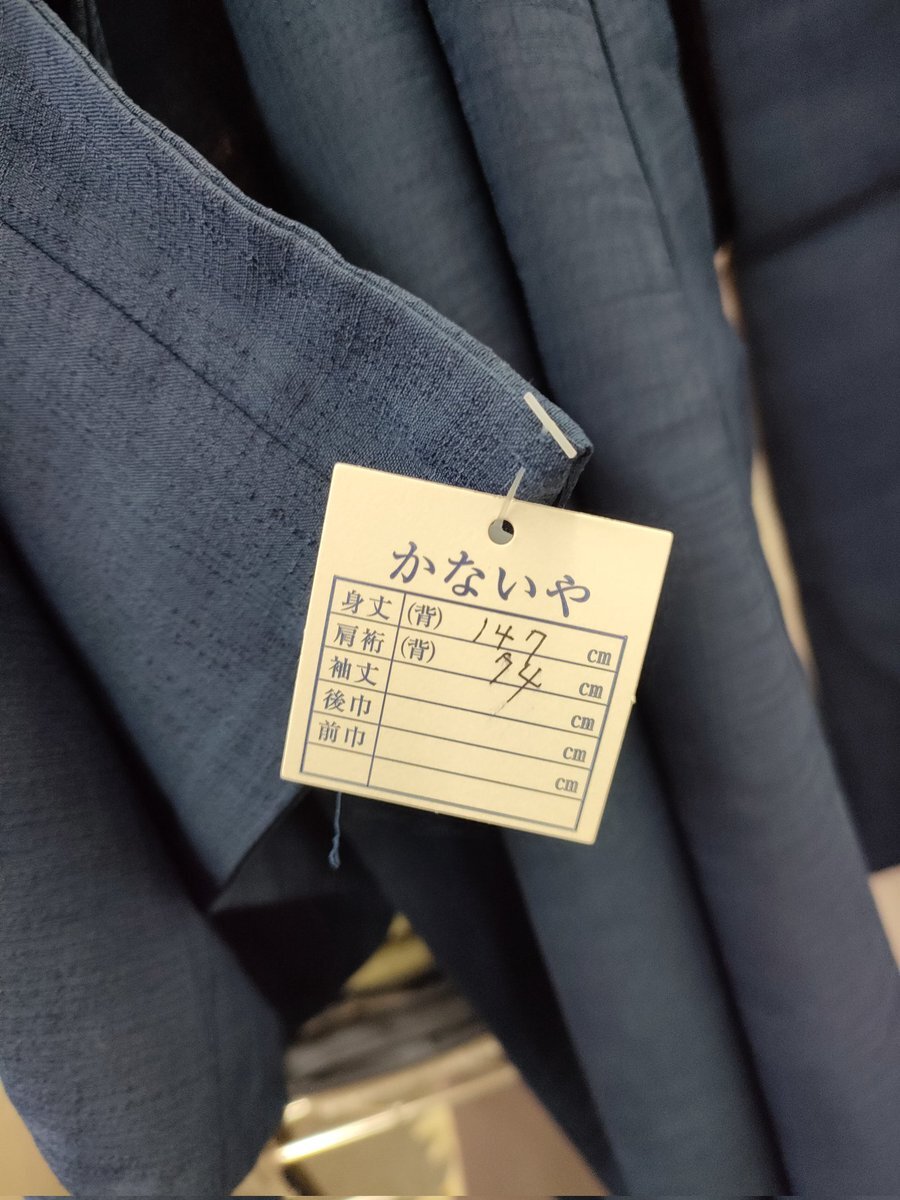 かないや
身丈 (背) 147 cm
肩裄 (背) 74 cm
袖丈 cm
後巾 cm
前巾 cm